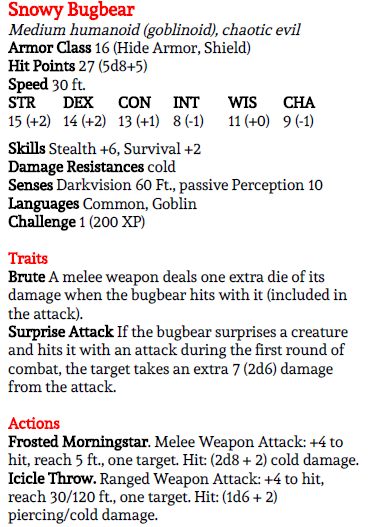 Snowy Bugbear
Medium humanoid (goblinoid), chaotic evil
Armor Class 16 (Hide Armor, Shield)
Hit Points 27 (5d8+5)
Speed 30 ft.
STR DEX CON INT WIS CHA
15 (+2) 14 (+2) 13 (+1) 8 (-1) 11 (+0) 9 (-1)
Skills Stealth +6, Survival +2
Damage Resistances cold
Senses Darkvision 60 Ft., passive Perception 10
Languages Common, Goblin
Challenge 1 (200 XP)
Traits
Brute A melee weapon deals one extra die of its
damage when the bugbear hits with it (included in
the attack).
Surprise Attack If the bugbear surprises a creature
and hits it with an attack during the first round of
combat, the target takes an extra 7 (2d6) damage
from the attack.
Actions
Frosted Morningstar. Melee Weapon Attack: +4 to
hit, reach 5 ft., one target. Hit: (2d8 + 2) cold damage.
Icicle Throw. Ranged Weapon Attack: +4 to hit,
reach 30/120 ft., one target. Hit: (1d6 + 2)
piercing/cold damage.